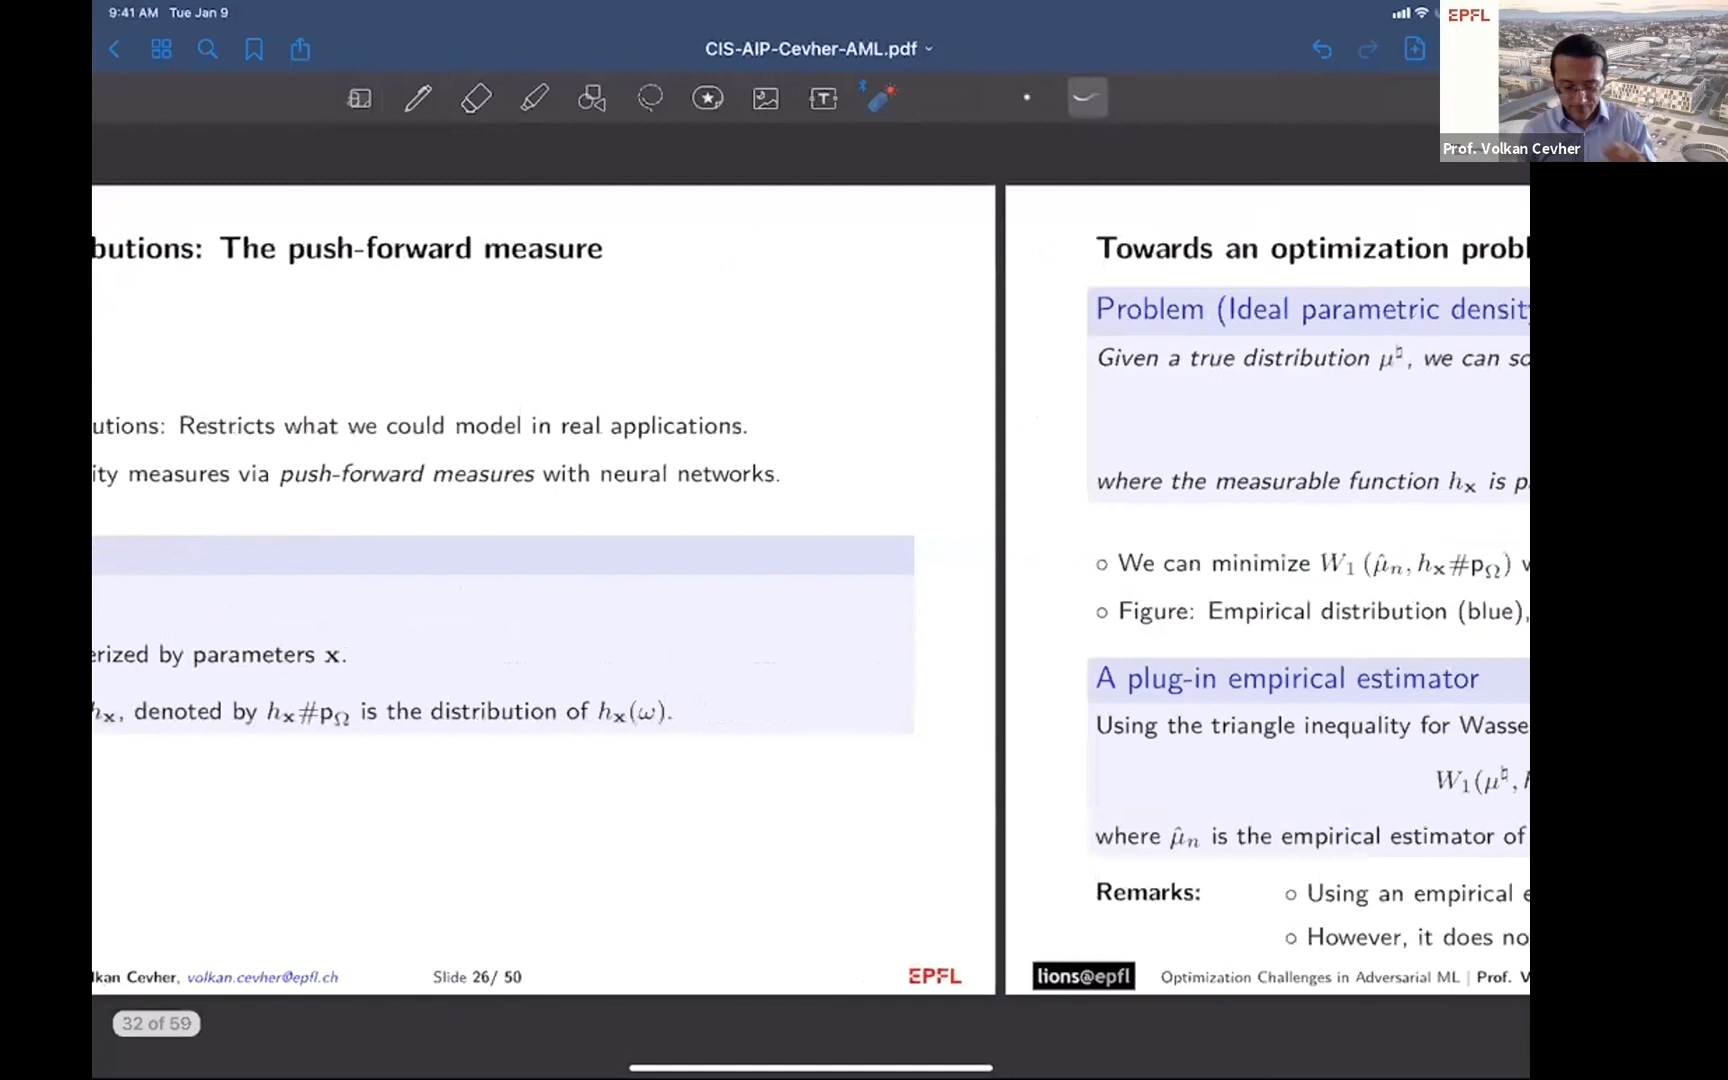 9:41 AM Tue Jan 9
CIS-AIP-Cevher-AML.pdf
EPFL
Prof. Volkan Cevher
butions: The push-forward measure
utions: Restricts what we could model in real applications.
ity measures via push-forward measures with neural networks.
erized by parameters x.
hₓ, denoted by hₓ#p_Ω is the distribution of hₓ(ω).
lkan Cevher, volkan.cevher@epfl.ch Slide 26/ 50 EPFL
Towards an optimization probl
Problem (Ideal parametric density
Given a true distribution μ^♮, we can so
where the measurable function hₓ is p
○ We can minimize W₁ (μ̂ₙ, hₓ#p_Ω) v
○ Figure: Empirical distribution (blue),
A plug-in empirical estimator
Using the triangle inequality for Wasse
W₁(μ^♮, h
where μ̂ₙ is the empirical estimator of
Remarks: ○ Using an empirical e
○ However, it does no
lions@epfl Optimization Challenges in Adversarial ML | Prof. V
32 of 59